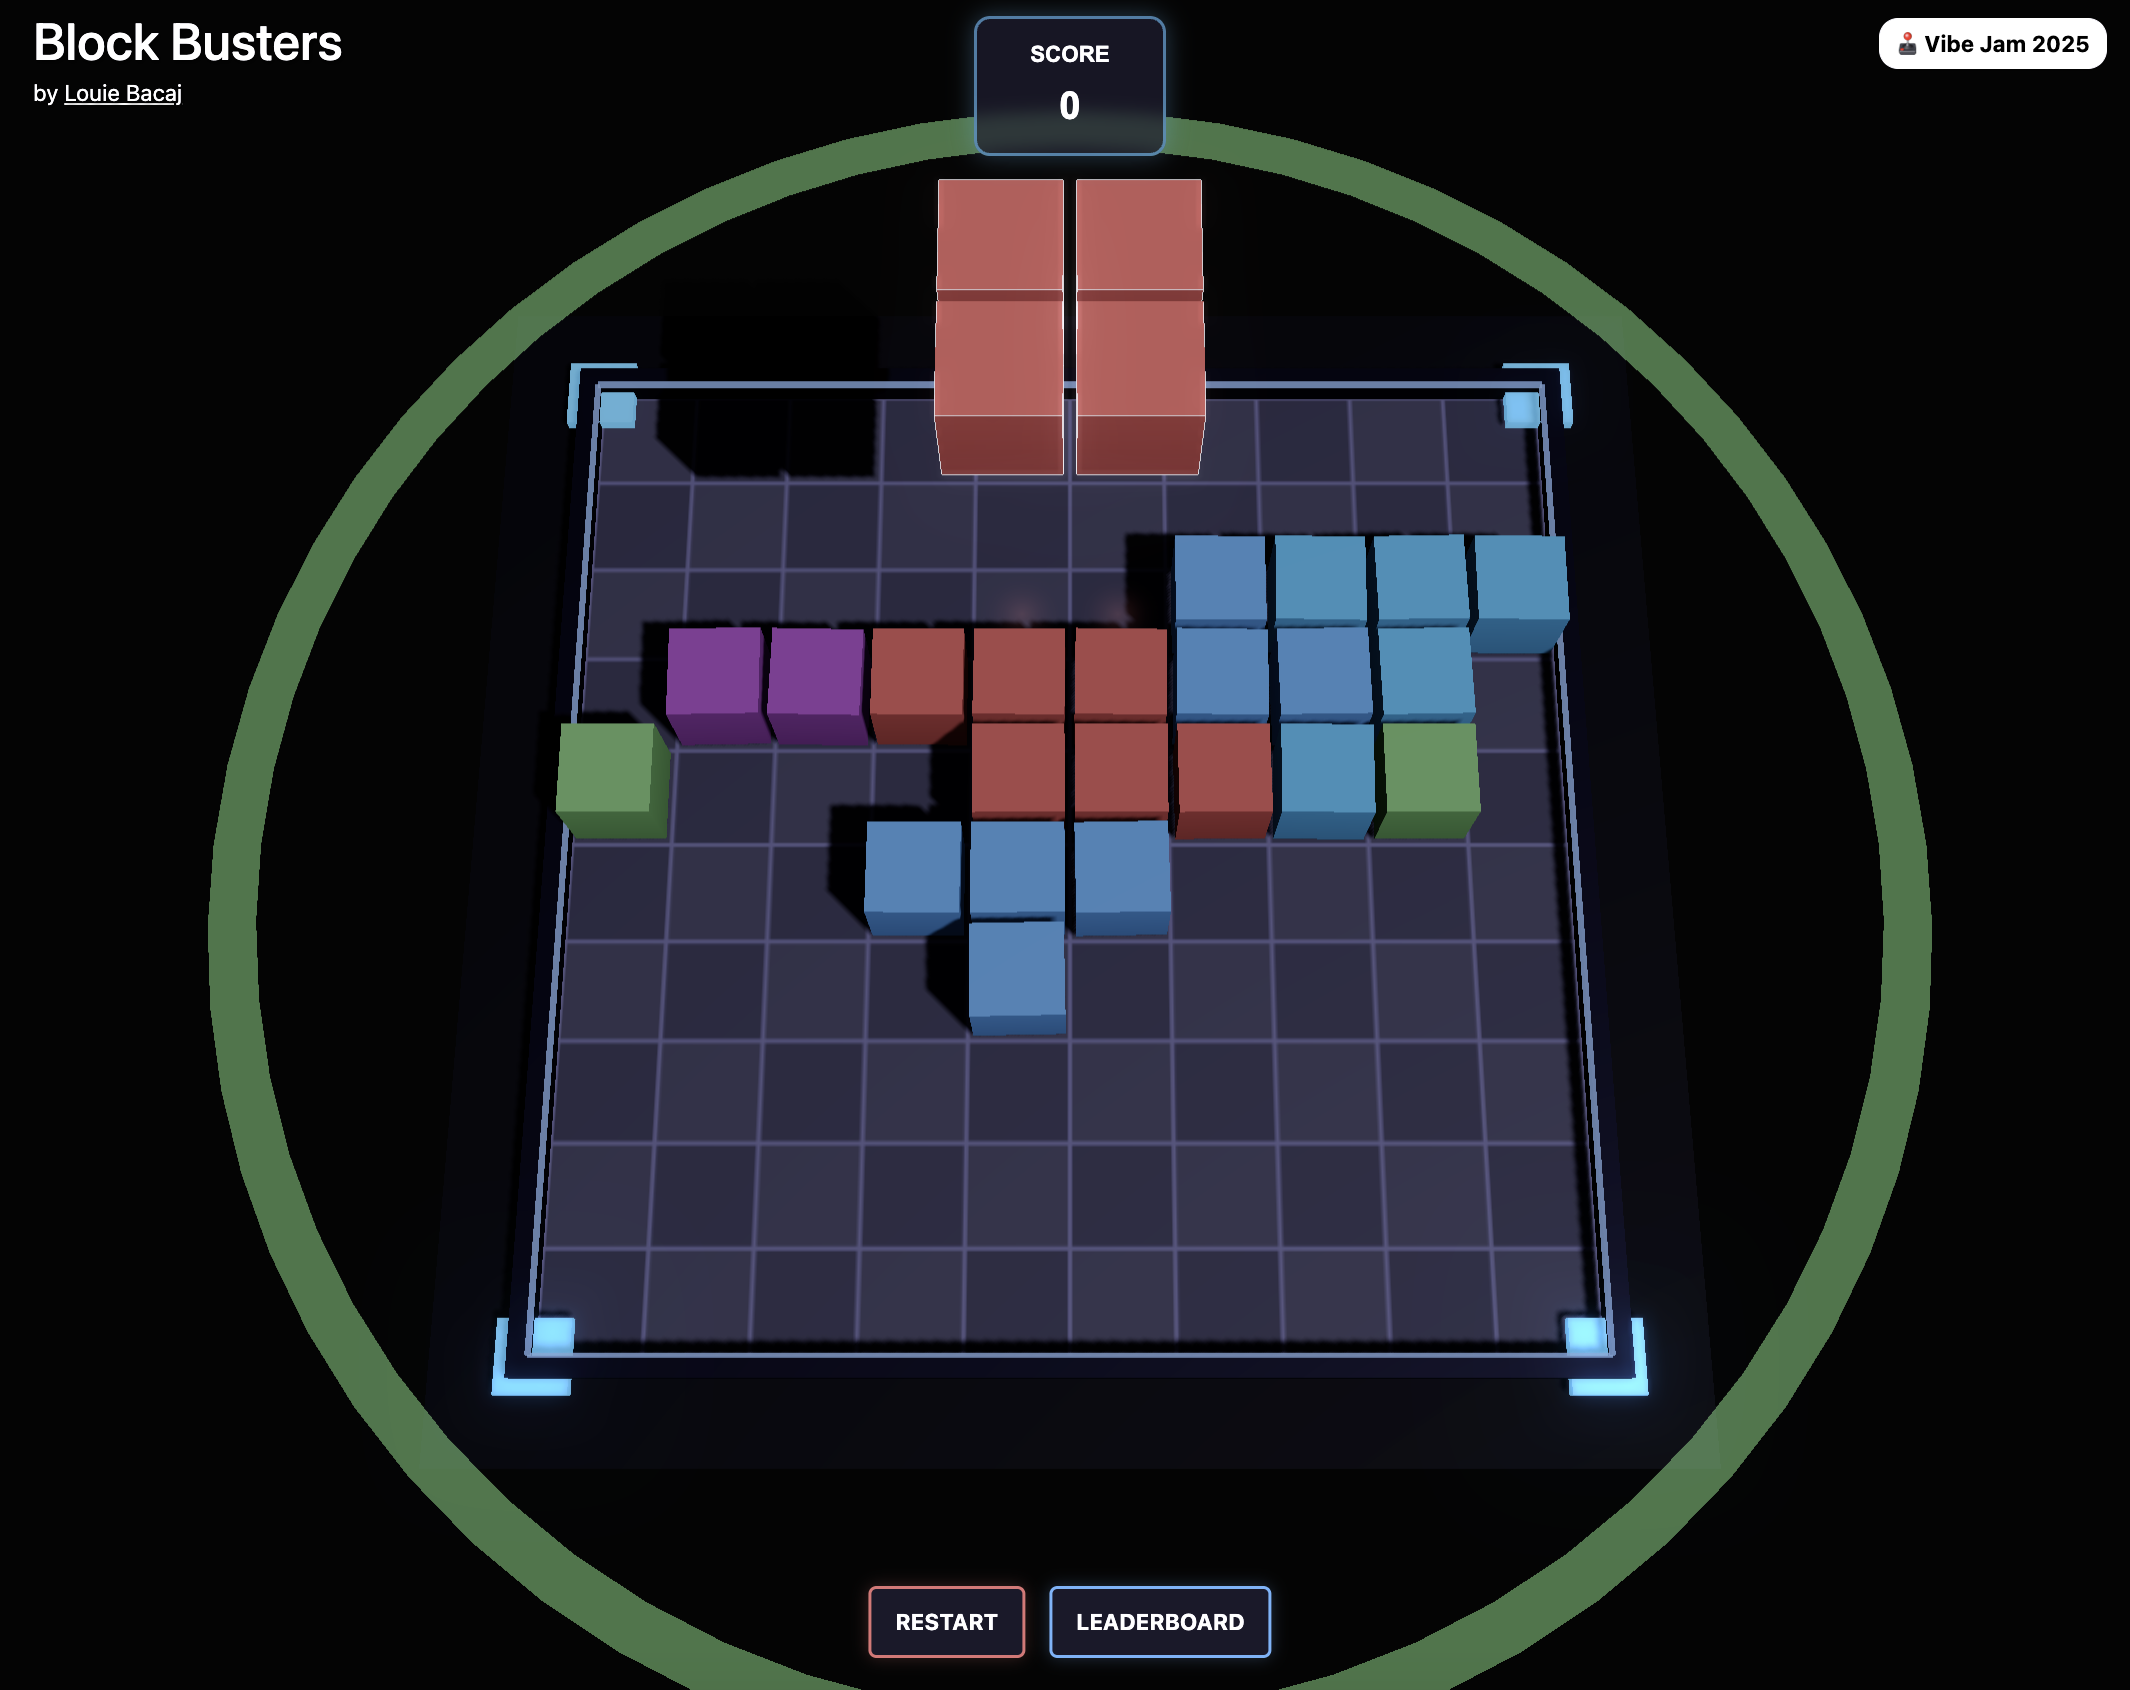 Block Busters
by Louie Bacaj
SCORE
0
🕹️ Vibe Jam 2025
RESTART
LEADERBOARD